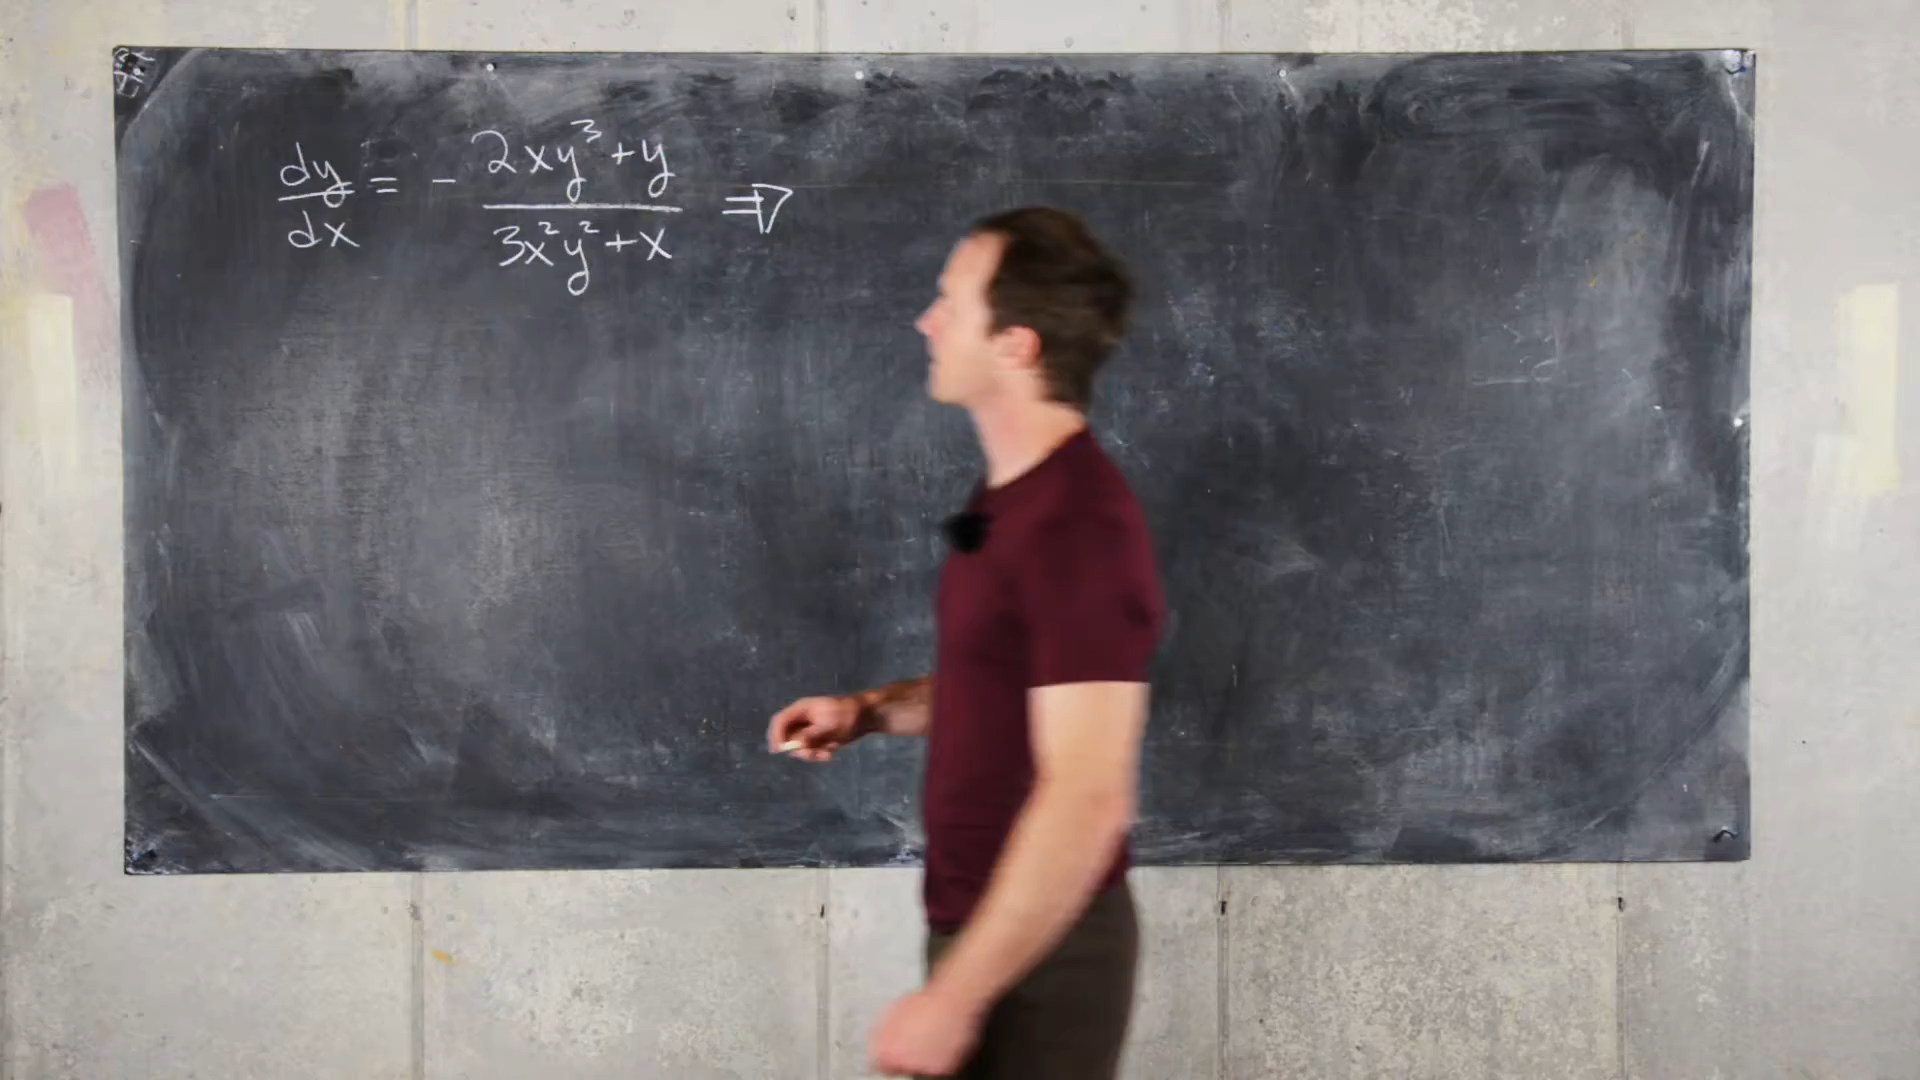 dy/dx = - (2xy³+y)/(3x²y²+x) ⇒